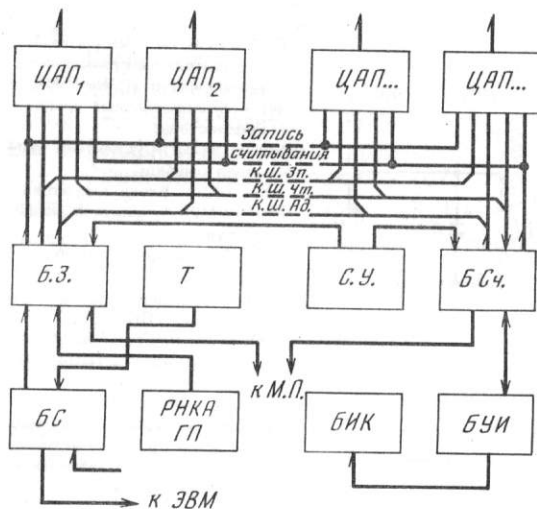 ЦАП1
ЦАП2
ЦАП...
ЦАП...
Запись
считывания
К.Ш. Зп.
К.Ш. Чт.
К.Ш. Ад.
Б.З.
Т
С.У.
Б Сч.
к М.П.
БС
РНКА
ГП
БИК
БУИ
к ЭВМ